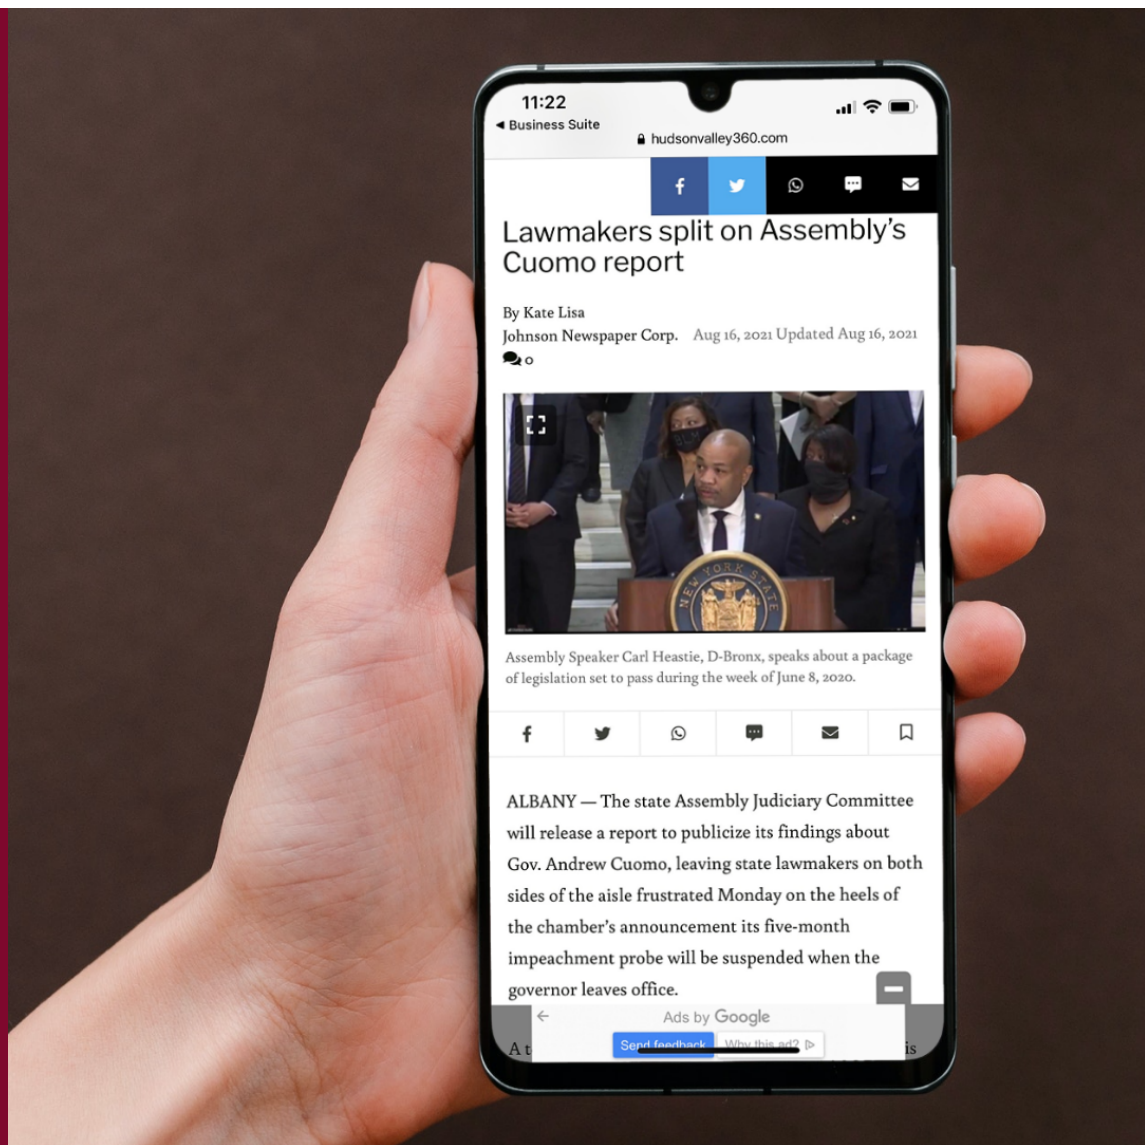 11:22
◀ Business Suite
hudsonvalley360.com
Lawmakers split on Assembly's
Cuomo report
By Kate Lisa
Johnson Newspaper Corp. Aug 16, 2021 Updated Aug 16, 2021
0
BLM
NEW YORK STATE
Assembly Speaker Carl Heastie, D-Bronx, speaks about a package
of legislation set to pass during the week of June 8, 2020.
ALBANY — The state Assembly Judiciary Committee
will release a report to publicize its findings about
Gov. Andrew Cuomo, leaving state lawmakers on both
sides of the aisle frustrated Monday on the heels of
the chamber's announcement its five-month
impeachment probe will be suspended when the
governor leaves office.
Ads by Google
Send feedback Why this ad?
A t is